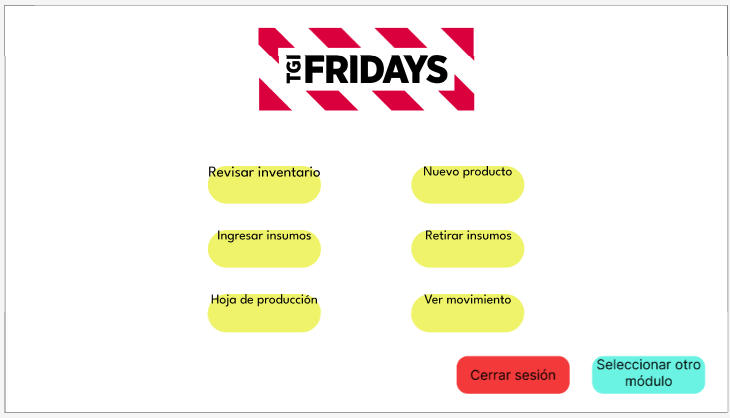 TGI FRIDAYS
Revisar inventario
Nuevo producto
Ingresar insumos
Retirar insumos
Hoja de producción
Ver movimiento
Cerrar sesión
Seleccionar otro
módulo